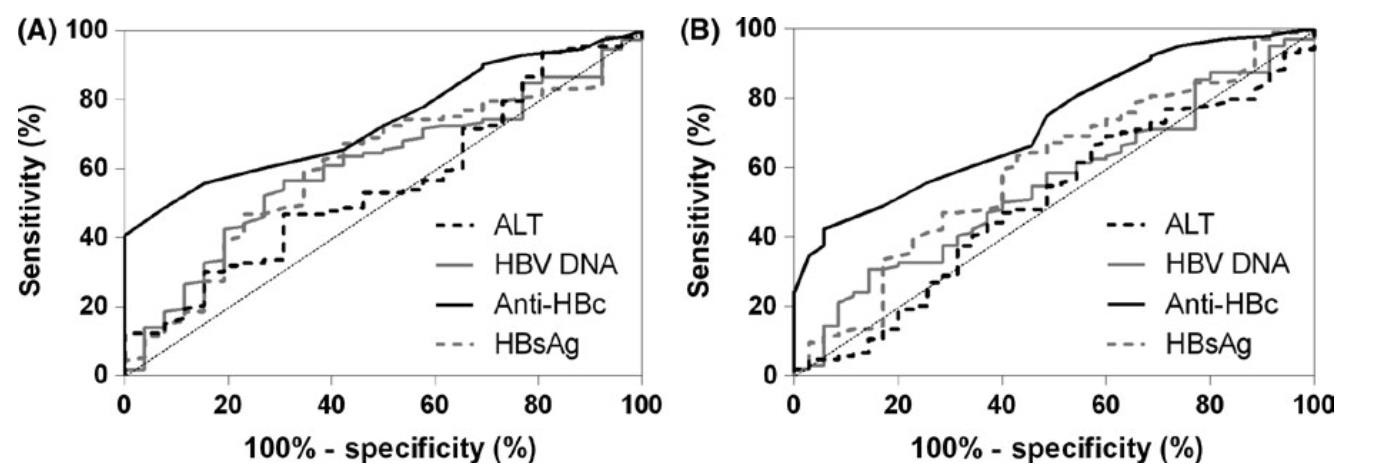 (A)
100
80
60
40
20
0
Sensitivity (%)
ALT
HBV DNA
Anti-HBc
HBsAg
0 20 40 60 80 100
100% - specificity (%)
(B)
100
80
60
40
20
0
Sensitivity (%)
ALT
HBV DNA
Anti-HBc
HBsAg
0 20 40 60 80 100
100% - specificity (%)